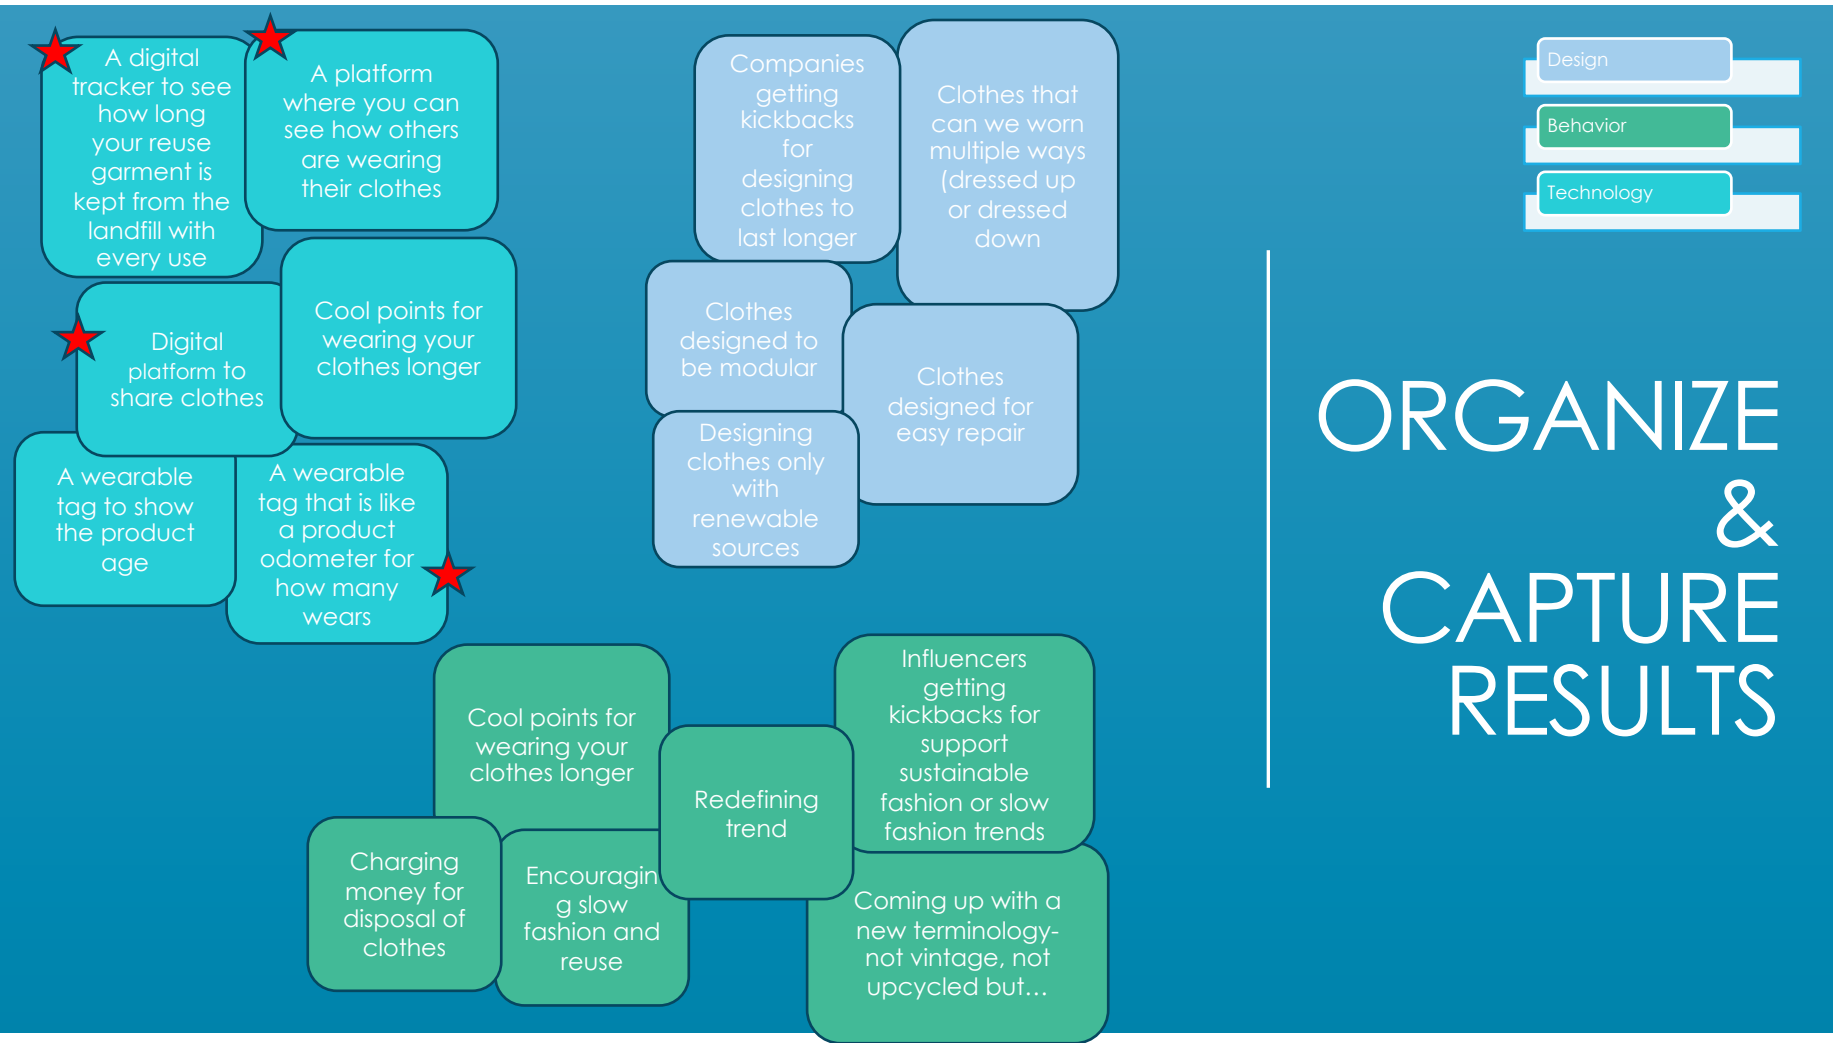 A digital
tracker to see
how long
your reuse
garment is
kept from the
landfill with
every use
A platform
where you can
see how others
are wearing
their clothes
Digital
platform to
share clothes
Cool points for
wearing your
clothes longer
A wearable
tag to show
the product
age
A wearable
tag that is like
a product
odometer for
how many
wears
Companies
getting
kickbacks
for
designing
clothes to
last longer
Clothes that
can we worn
multiple ways
(dressed up
or dressed
down
Clothes
designed to
be modular
Clothes
designed for
easy repair
Designing
clothes only
with
renewable
sources
Cool points for
wearing your
clothes longer
Redefining
trend
Influencers
getting
kickbacks for
support
sustainable
fashion or slow
fashion trends
Charging
money for
disposal of
clothes
Encouragin
g slow
fashion and
reuse
Coming up with a
new terminology-
not vintage, not
upcycled but…
Design
Behavior
Technology
ORGANIZE
&
CAPTURE
RESULTS